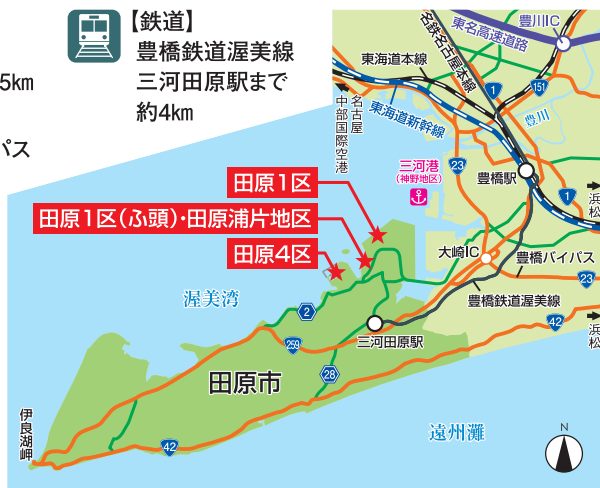 【鉄道】
豊橋鉄道渥美線
三河田原駅まで
約4km
5km
パス
豊川IC
東名高速道路
名鉄名古屋本線
東海道本線
1
151
豊川
名古屋
中部国際空港
東海道新幹線
三河港
(神野地区)
23
豊橋駅
1
浜松
田原1区
田原1区(ふ頭)・田原浦片地区
田原4区
大崎IC
豊橋バイパス
23
豊橋鉄道渥美線
渥美湾
2
42
浜松
259
三河田原駅
28
田原市
伊良湖岬
42
遠州灘
N